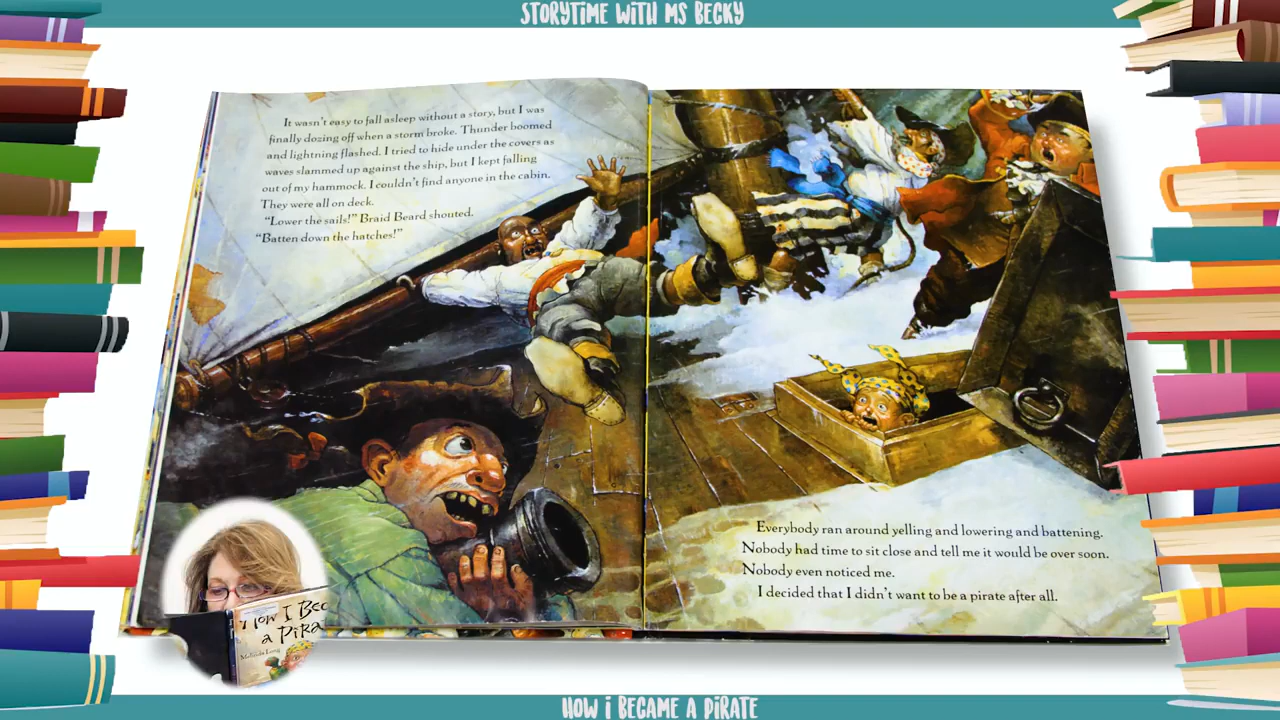 STORYTIME WITH MS BECKY
It wasn't easy to fall asleep without a story, but I was
finally dozing off when a storm broke. Thunder boomed
and lightning flashed. I tried to hide under the covers as
waves slammed up against the ship, but I kept falling
out of my hammock. I couldn't find anyone in the cabin.
They were all on deck.
"Lower the sails!" Braid Beard shouted.
"Batten down the hatches!"
Everybody ran around yelling and lowering and battening.
Nobody had time to sit close and tell me it would be over soon.
Nobody even noticed me.
I decided that I didn't want to be a pirate after all.
How I Bec
a Pira
Melinda Long
HOW I BECAME A PIRATE